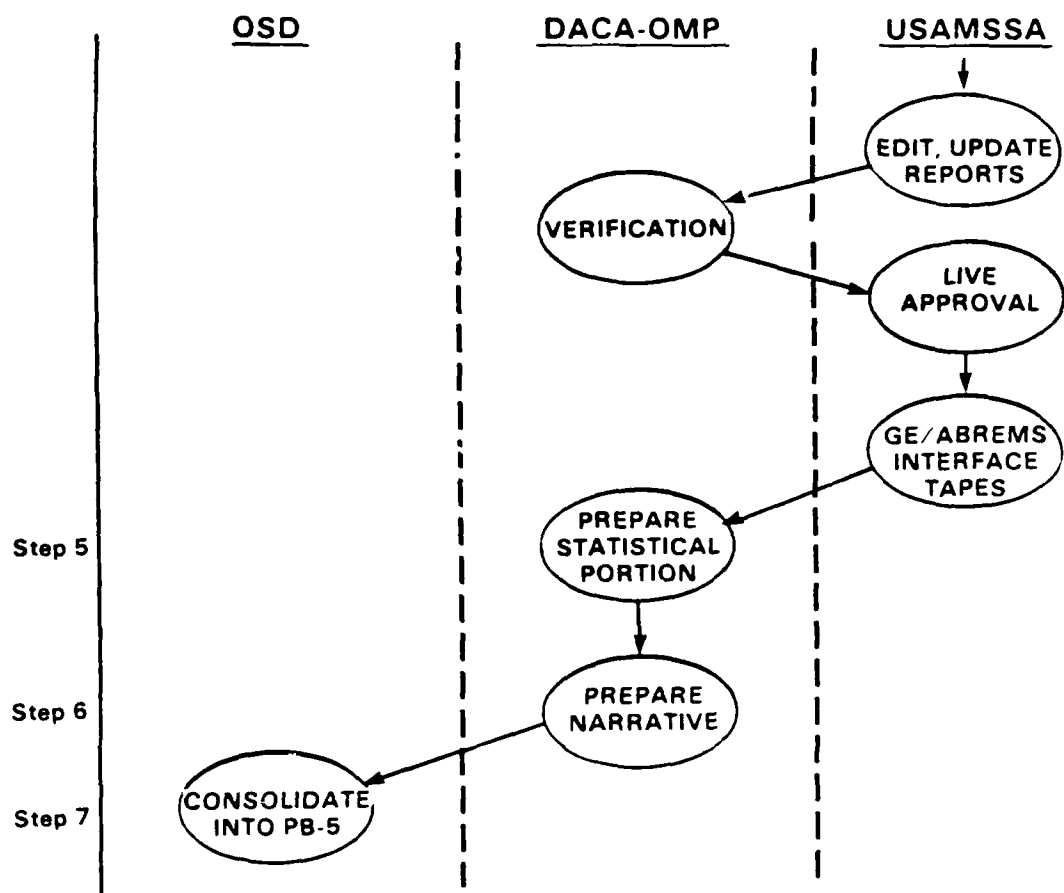 OSD
DACA-OMP
USAMSSA
EDIT, UPDATE
REPORTS
VERIFICATION
LIVE
APPROVAL
GE/ABREMS
INTERFACE
TAPES
Step 5
PREPARE
STATISTICAL
PORTION
Step 6
PREPARE
NARRATIVE
Step 7
CONSOLIDATE
INTO PB-5